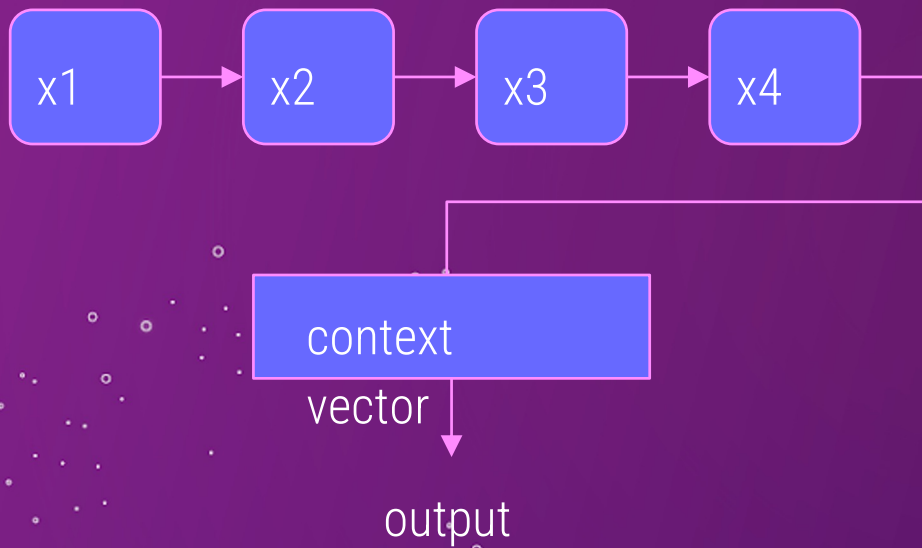 x1 x2 x3 x4
context
vector
output